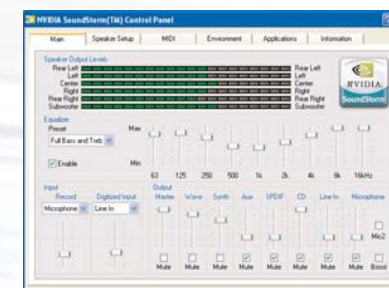 NVIDIA SoundStorm(TM) Control Panel
Main Speaker Setup MIDI Environment Applications Information
Speaker Output Levels
Rear Left Rear Left
Left Left
Center Center
Right Right
Rear Right Rear Right
Subwoofer Subwoofer
NVIDIA
SoundStorm
Equalizer
Preset Max
Full Bass and Treb
Enable Min
63 125 250 500 1k 2k 4k 8k 16kHz
Input Output
Record Digitized Input Master Wave Synth Aux SPDIF CD Line In Microphone
Microphone Line In
Mic2
Mute Mute Mute Mute Mute Mute Mute Mute Boost